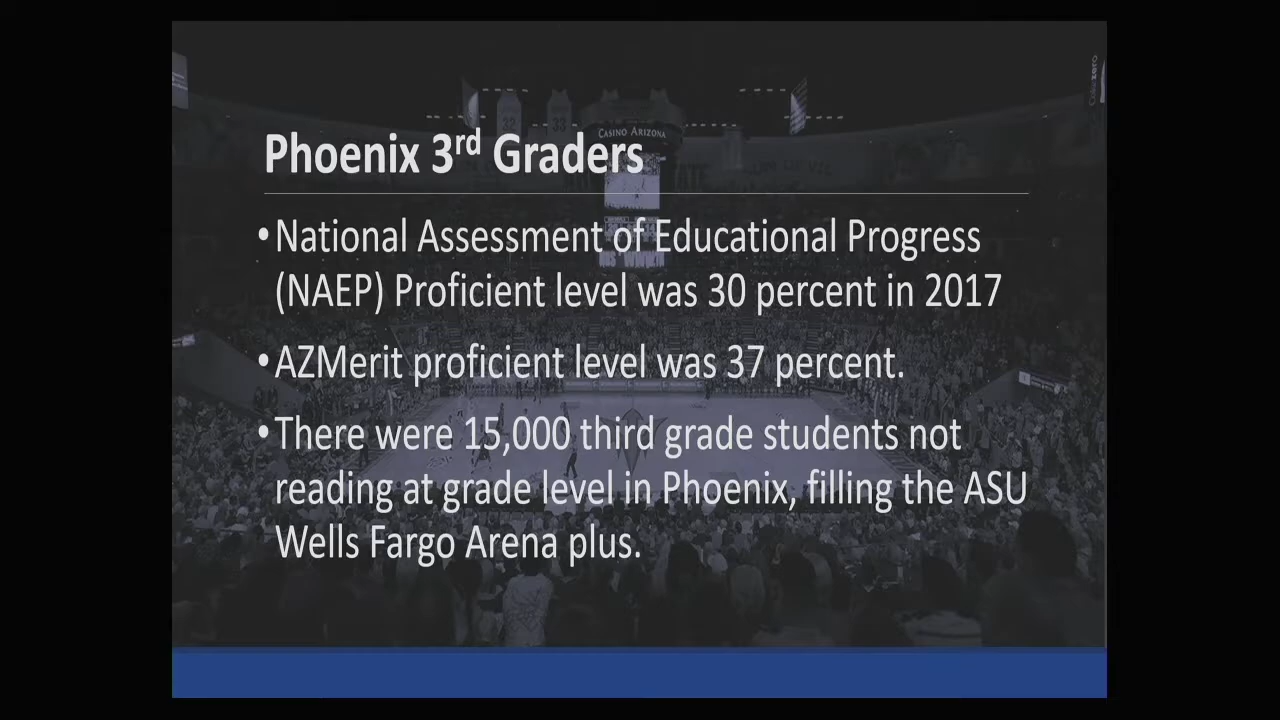 CASINO ARIZONA
Phoenix 3rd Graders
•National Assessment of Educational Progress
(NAEP) Proficient level was 30 percent in 2017
•AZMerit proficient level was 37 percent.
•There were 15,000 third grade students not
reading at grade level in Phoenix, filling the ASU
Wells Fargo Arena plus.